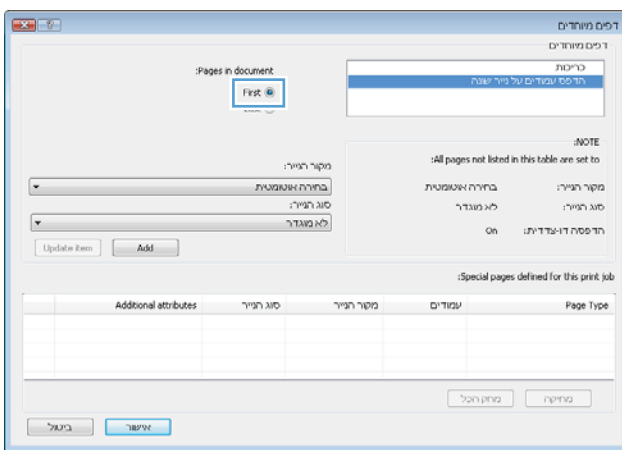 דפים מיוחדים
דפים מיוחדים
כריכות
הדפס עמודים על נייר שונה
Pages in document:
First
NOTE:
All pages not listed in this table are set to:
מקור הנייר: בחירה אוטומטית
סוג הנייר: לא מוגדר
הדפסה דו-צדדית: On
מקור הנייר:
בחירה אוטומטית
סוג הנייר:
לא מוגדר
Add Update item
Special pages defined for this print job:
Page Type עמודים מקור הנייר סוג הנייר Additional attributes
מחיקה מחק הכל
אישור ביטול